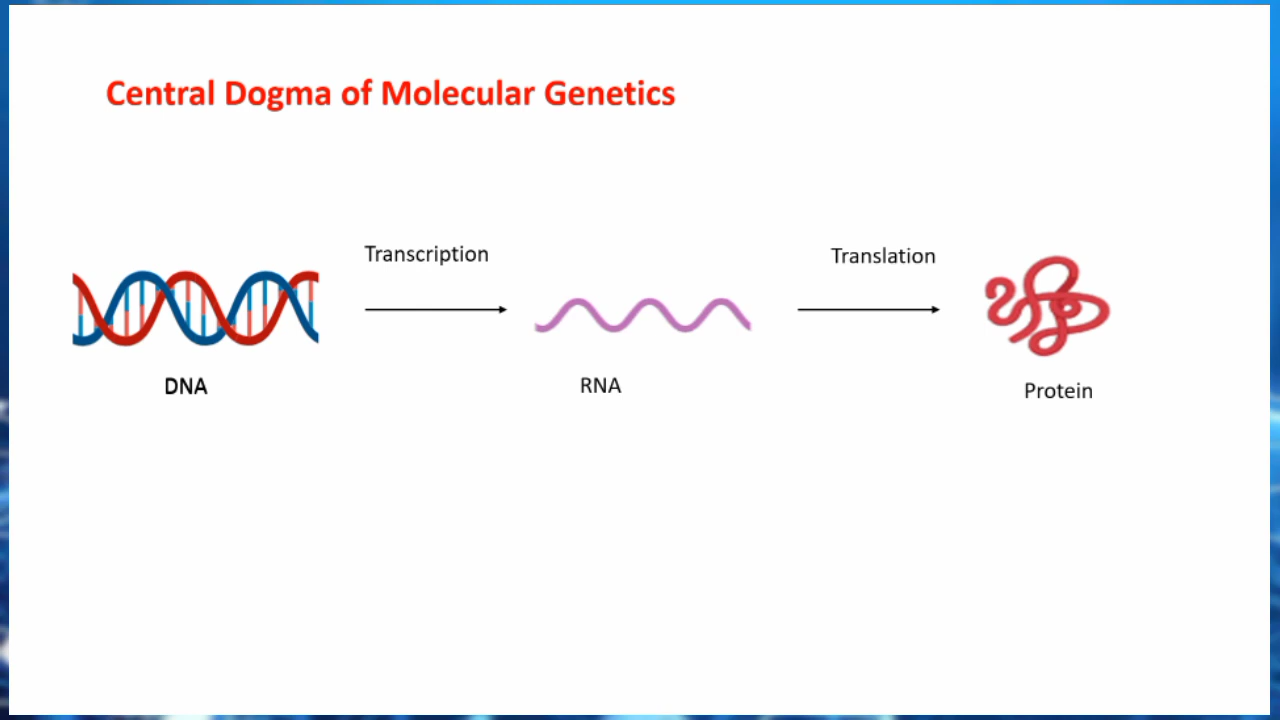 Central Dogma of Molecular Genetics
Transcription
Translation
DNA
RNA
Protein